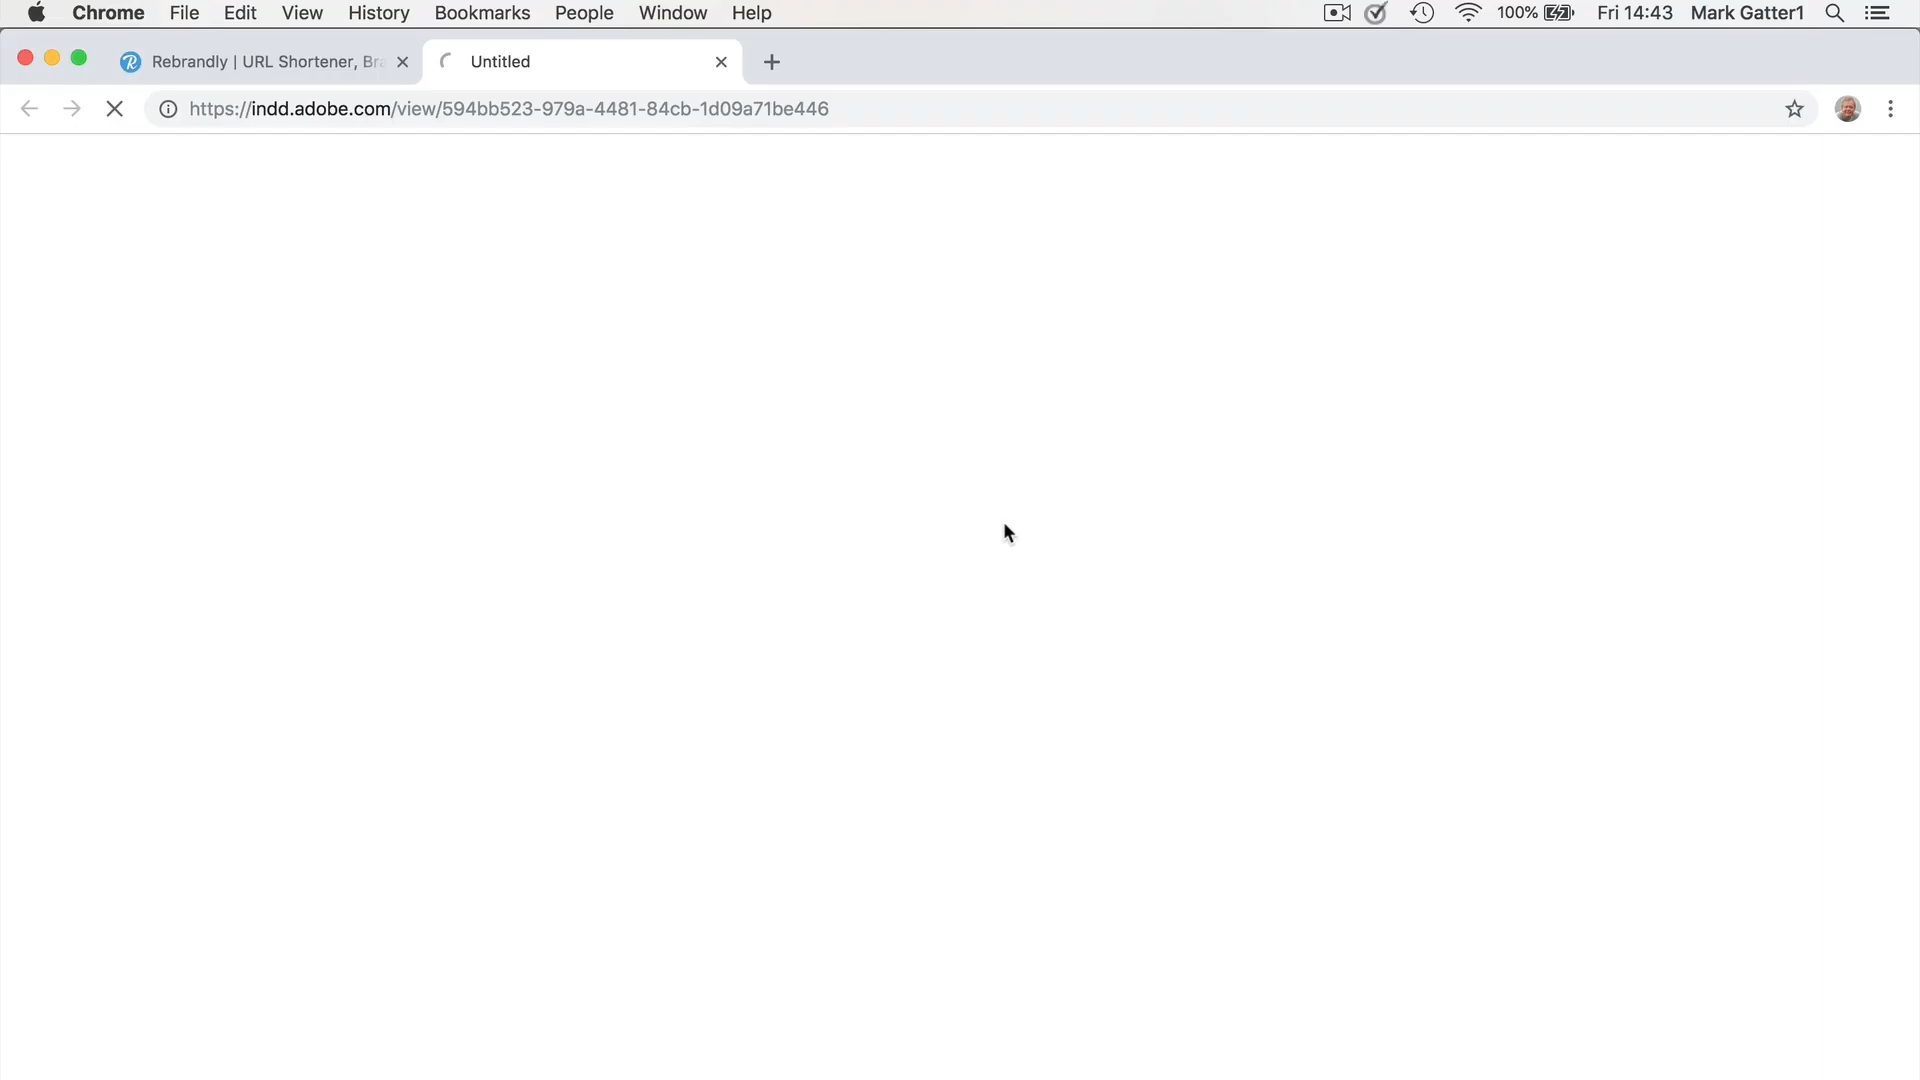 Chrome File Edit View History Bookmarks People Window Help 100% Fri 14:43 Mark Gatter1
Rebrandly | URL Shortener, Bra Untitled
https://indd.adobe.com/view/594bb523-979a-4481-84cb-1d09a71be446